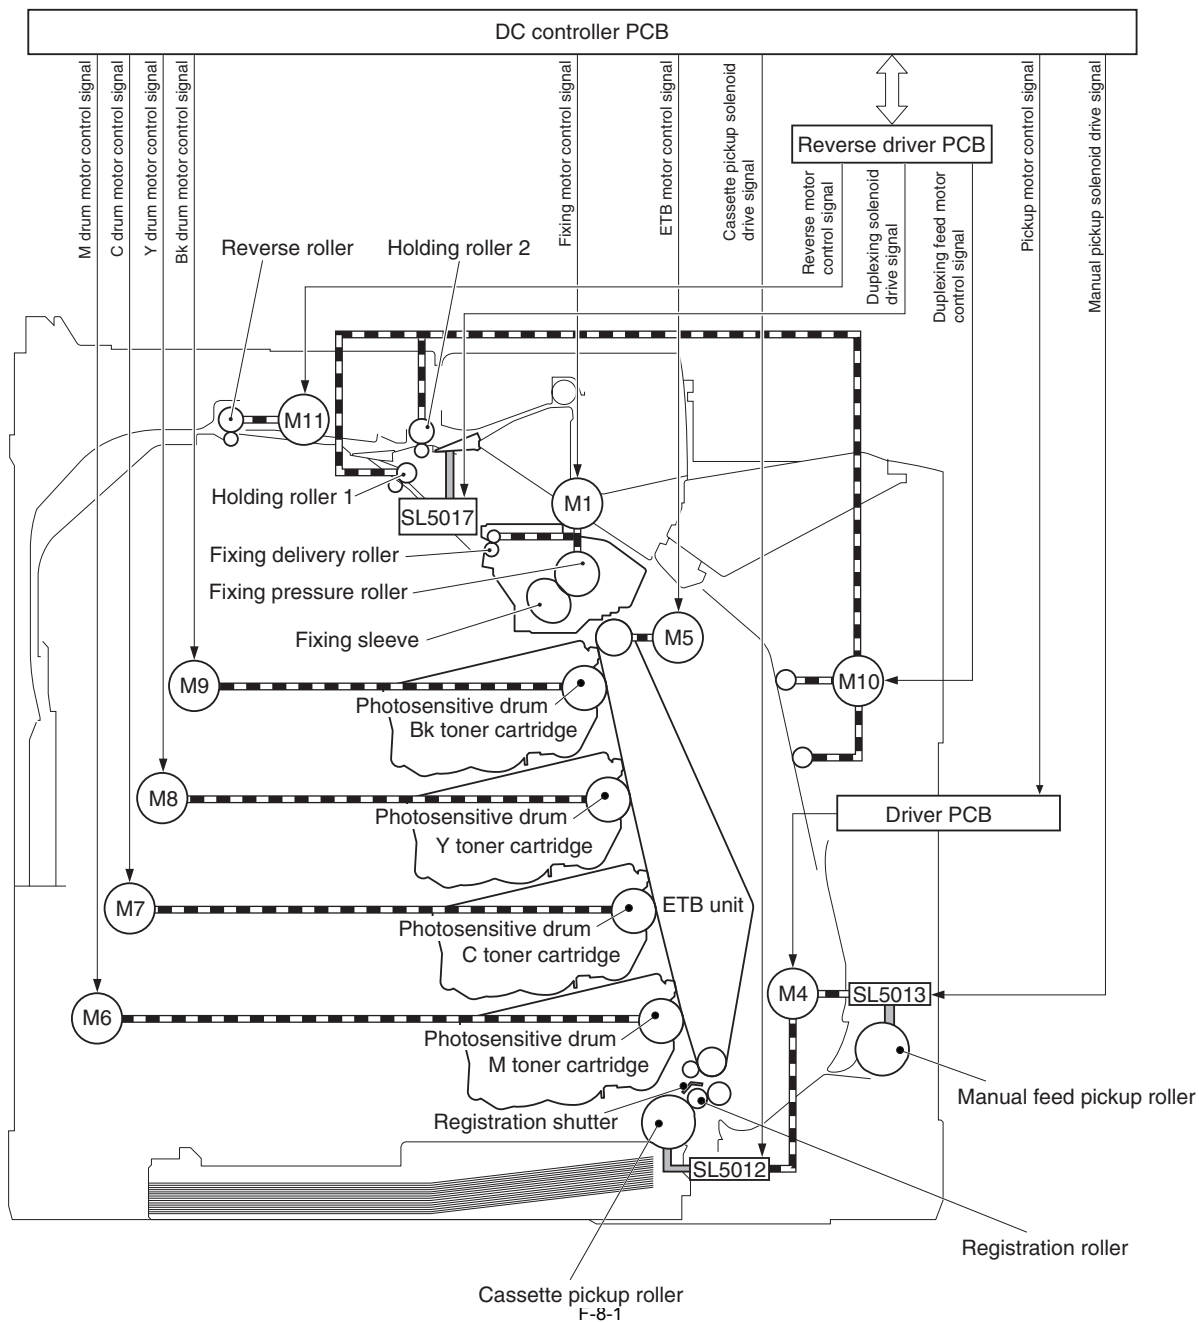 DC controller PCB
M drum motor control signal
C drum motor control signal
Y drum motor control signal
Bk drum motor control signal
Fixing motor control signal
ETB motor control signal
Cassette pickup solenoid
drive signal
Reverse driver PCB
Reverse motor
control signal
Duplexing solenoid
drive signal
Duplexing feed motor
control signal
Pickup motor control signal
Manual pickup solenoid drive signal
Reverse roller
Holding roller 2
M11
Holding roller 1
SL5017
M1
Fixing delivery roller
Fixing pressure roller
Fixing sleeve
M5
M9
M10
Photosensitive drum
Bk toner cartridge
M8
Photosensitive drum
Y toner cartridge
Driver PCB
M7
ETB unit
Photosensitive drum
C toner cartridge
M4
SL5013
M6
Photosensitive drum
M toner cartridge
Manual feed pickup roller
Registration shutter
SL5012
Registration roller
Cassette pickup roller
F-8-1